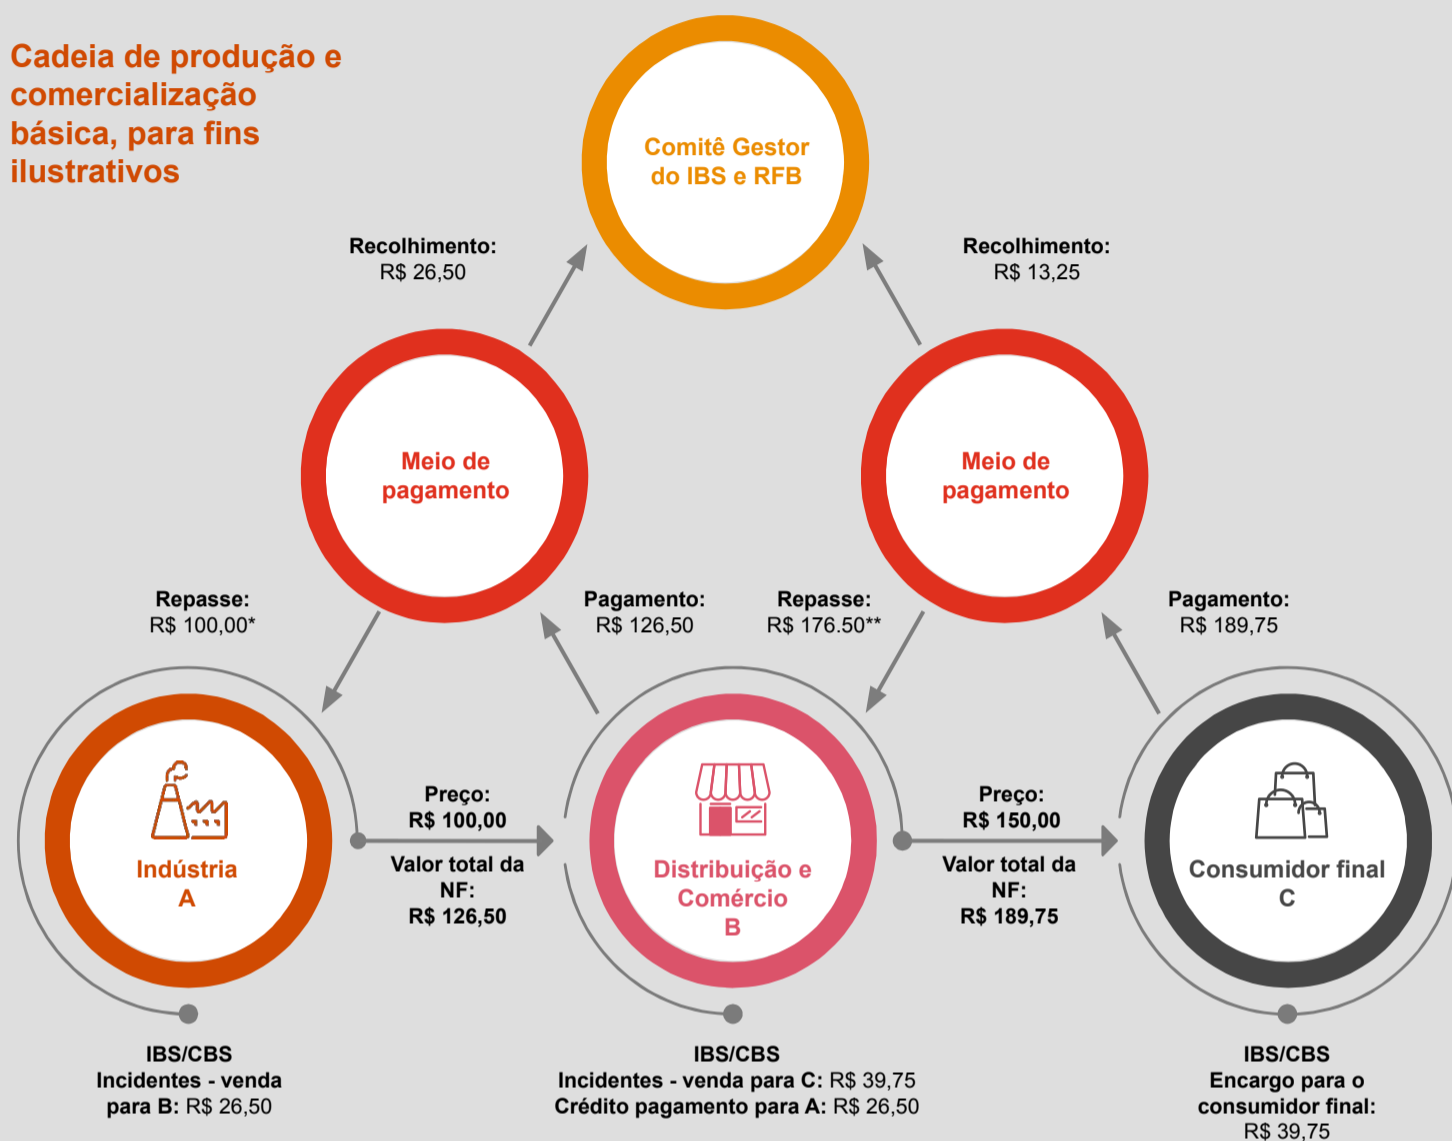 Cadeia de produção e
comercialização
básica, para fins
ilustrativos
Comitê Gestor
do IBS e RFB
Recolhimento:
R$ 26,50
Recolhimento:
R$ 13,25
Meio de
pagamento
Meio de
pagamento
Repasse:
R$ 100,00*
Pagamento:
R$ 126,50
Repasse:
R$ 176.50**
Pagamento:
R$ 189,75
Indústria
A
Preço:
R$ 100,00
Valor total da
NF:
R$ 126,50
Distribuição e
Comércio
B
Preço:
R$ 150,00
Valor total da
NF:
R$ 189,75
Consumidor final
C
IBS/CBS
Incidentes - venda
para B: R$ 26,50
IBS/CBS
Incidentes - venda para C: R$ 39,75
Crédito pagamento para A: R$ 26,50
IBS/CBS
Encargo para o
consumidor final:
R$ 39,75